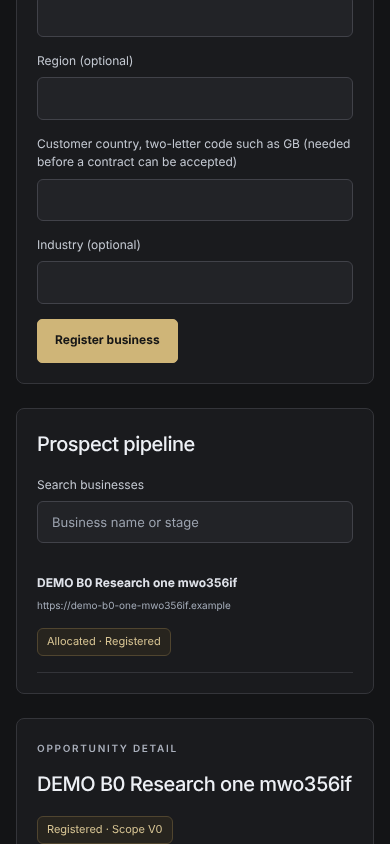 Region (optional)
Customer country, two-letter code such as GB (needed
before a contract can be accepted)
Industry (optional)
Register business
Prospect pipeline
Search businesses
Business name or stage
DEMO B0 Research one mwo356if
https://demo-b0-one-mwo356if.example
Allocated · Registered
OPPORTUNITY DETAIL
DEMO B0 Research one mwo356if
Registered · Scope V0